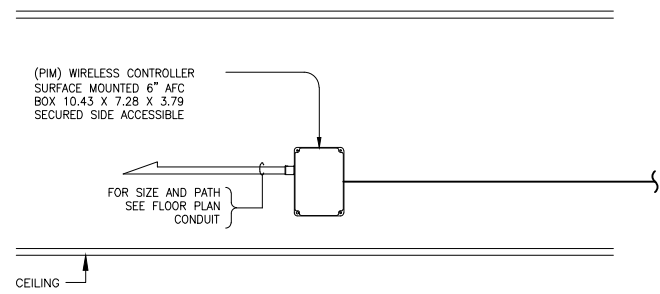 (PIM) WIRELESS CONTROLLER
SURFACE MOUNTED 6" AFC
BOX 10.43 X 7.28 X 3.79
SECURED SIDE ACCESSIBLE
FOR SIZE AND PATH
SEE FLOOR PLAN
CONDUIT
CEILING